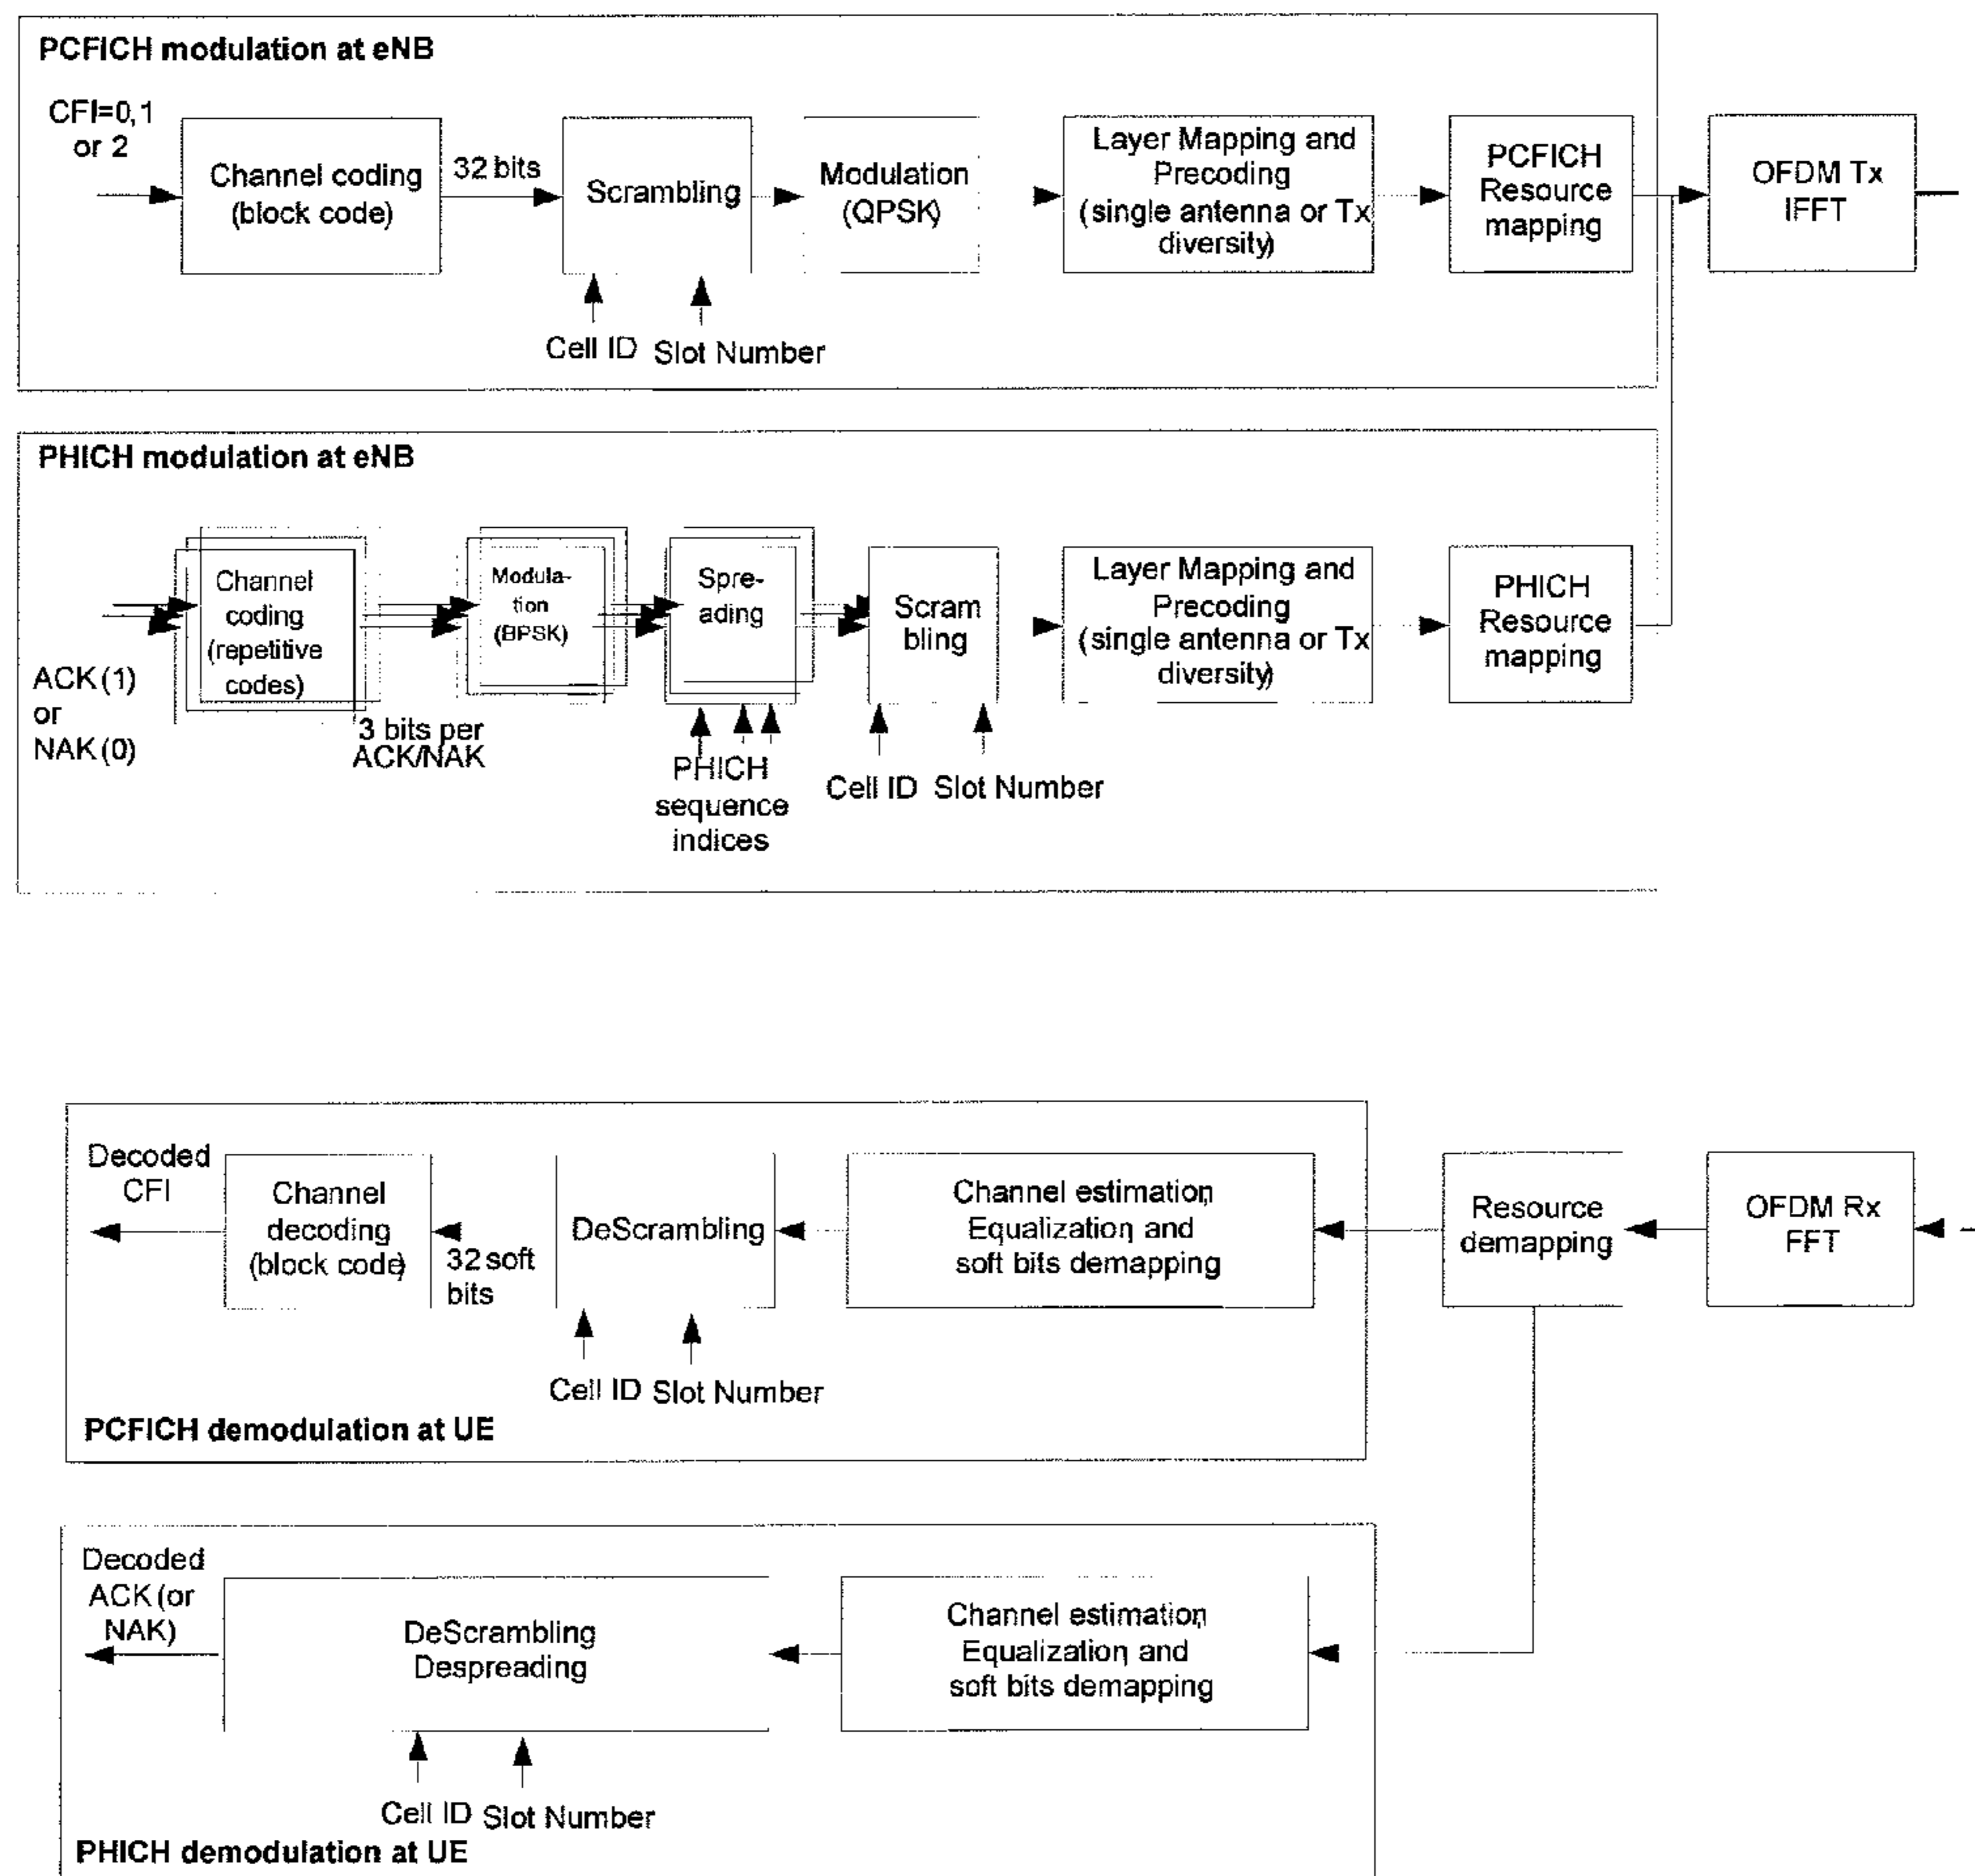 PCFICH modulation at eNB
CFI=0,1
or 2
Channel coding
(block code)
32 bits
Scrambling
Modulation
(QPSK)
Layer Mapping and
Precoding
(single antenna or Tx
diversity)
PCFICH
Resource
mapping
OFDM Tx
IFFT
Cell ID
Slot Number
PHICH modulation at eNB
ACK(1)
or
NAK(0)
Channel
coding
(repetitive
codes)
3 bits per
ACK/NAK
Modula-
tion
(BPSK)
Spre-
ading
PHICH
sequence
indices
Scram
bling
Cell ID
Slot Number
Layer Mapping and
Precoding
(single antenna or Tx
diversity)
PHICH
Resource
mapping
Decoded
CFI
Channel
decoding
(block code)
32 soft
bits
DeScrambling
Channel estimation,
Equalization, and
soft bits demapping
Resource
demapping
OFDM Rx
FFT
Cell ID
Slot Number
PCFICH demodulation at UE
Decoded
ACK(or
NAK)
DeScrambling
Despreading
Channel estimation,
Equalization, and
soft bits demapping
Cell ID
Slot Number
PHICH demodulation at UE